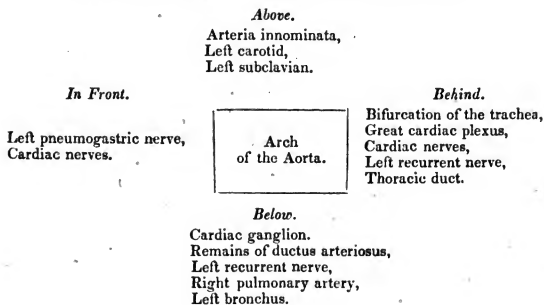 Above.
Arteria innominata,
Left carotid,
Left subclavian.
In Front.
Left pneumogastric nerve,
Cardiac nerves.
Arch
of the Aorta.
Behind.
Bifurcation of the trachea,
Great cardiac plexus,
Cardiac nerves,
Left recurrent nerve,
Thoracic duct.
Below.
Cardiac ganglion.
Remains of ductus arteriosus,
Left recurrent nerve,
Right pulmonary artery,
Left bronchus.